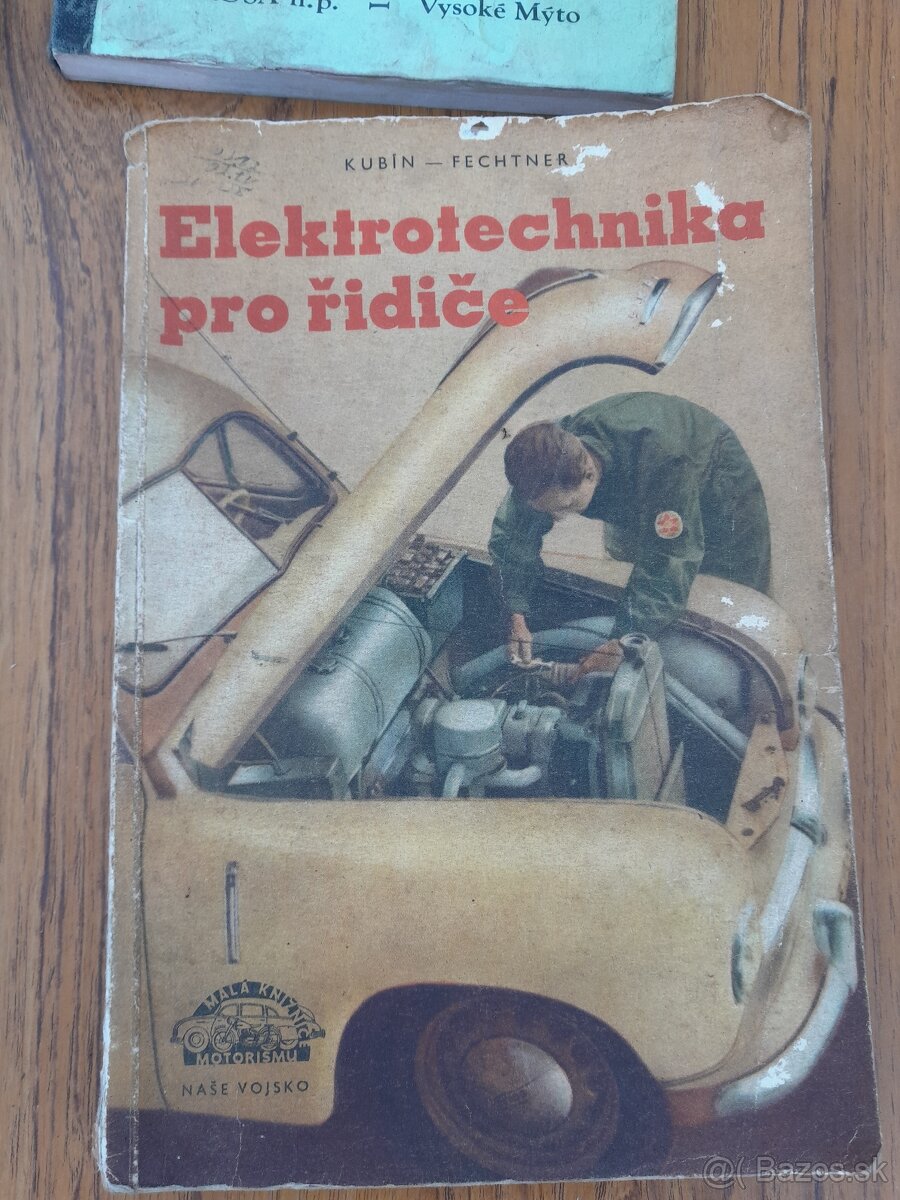 n.p. Vysoké Mýto
KUBÍN — FECHTNER
Elektrotechnika
pro řidiče
MALÁ KNIŽNICE
MOTORISMU
NAŠE VOJSKO
Bazos.sk